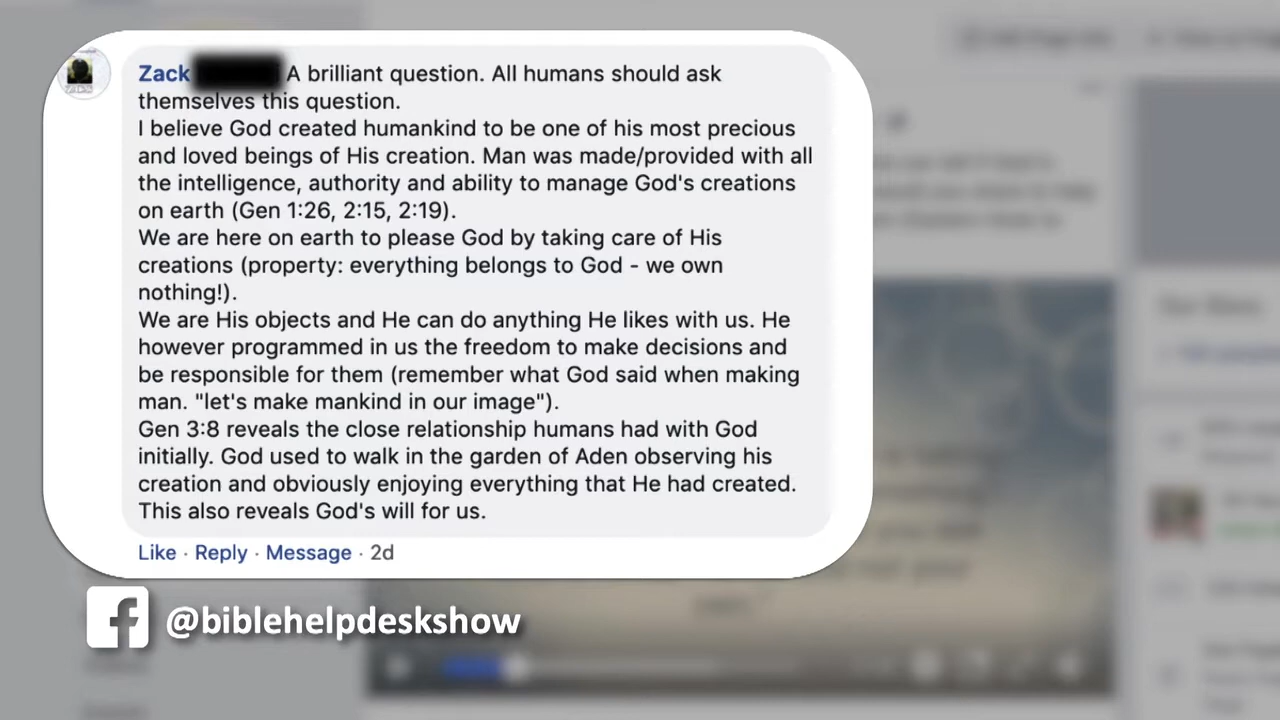 Zack A brilliant question. All humans should ask
themselves this question.
I believe God created humankind to be one of his most precious
and loved beings of His creation. Man was made/provided with all
the intelligence, authority and ability to manage God's creations
on earth (Gen 1:26, 2:15, 2:19).
We are here on earth to please God by taking care of His
creations (property: everything belongs to God - we own
nothing!).
We are His objects and He can do anything He likes with us. He
however programmed in us the freedom to make decisions and
be responsible for them (remember what God said when making
man. "let's make mankind in our image").
Gen 3:8 reveals the close relationship humans had with God
initially. God used to walk in the garden of Aden observing his
creation and obviously enjoying everything that He had created.
This also reveals God's will for us.
Like · Reply · Message · 2d
@biblehelpdeskshow